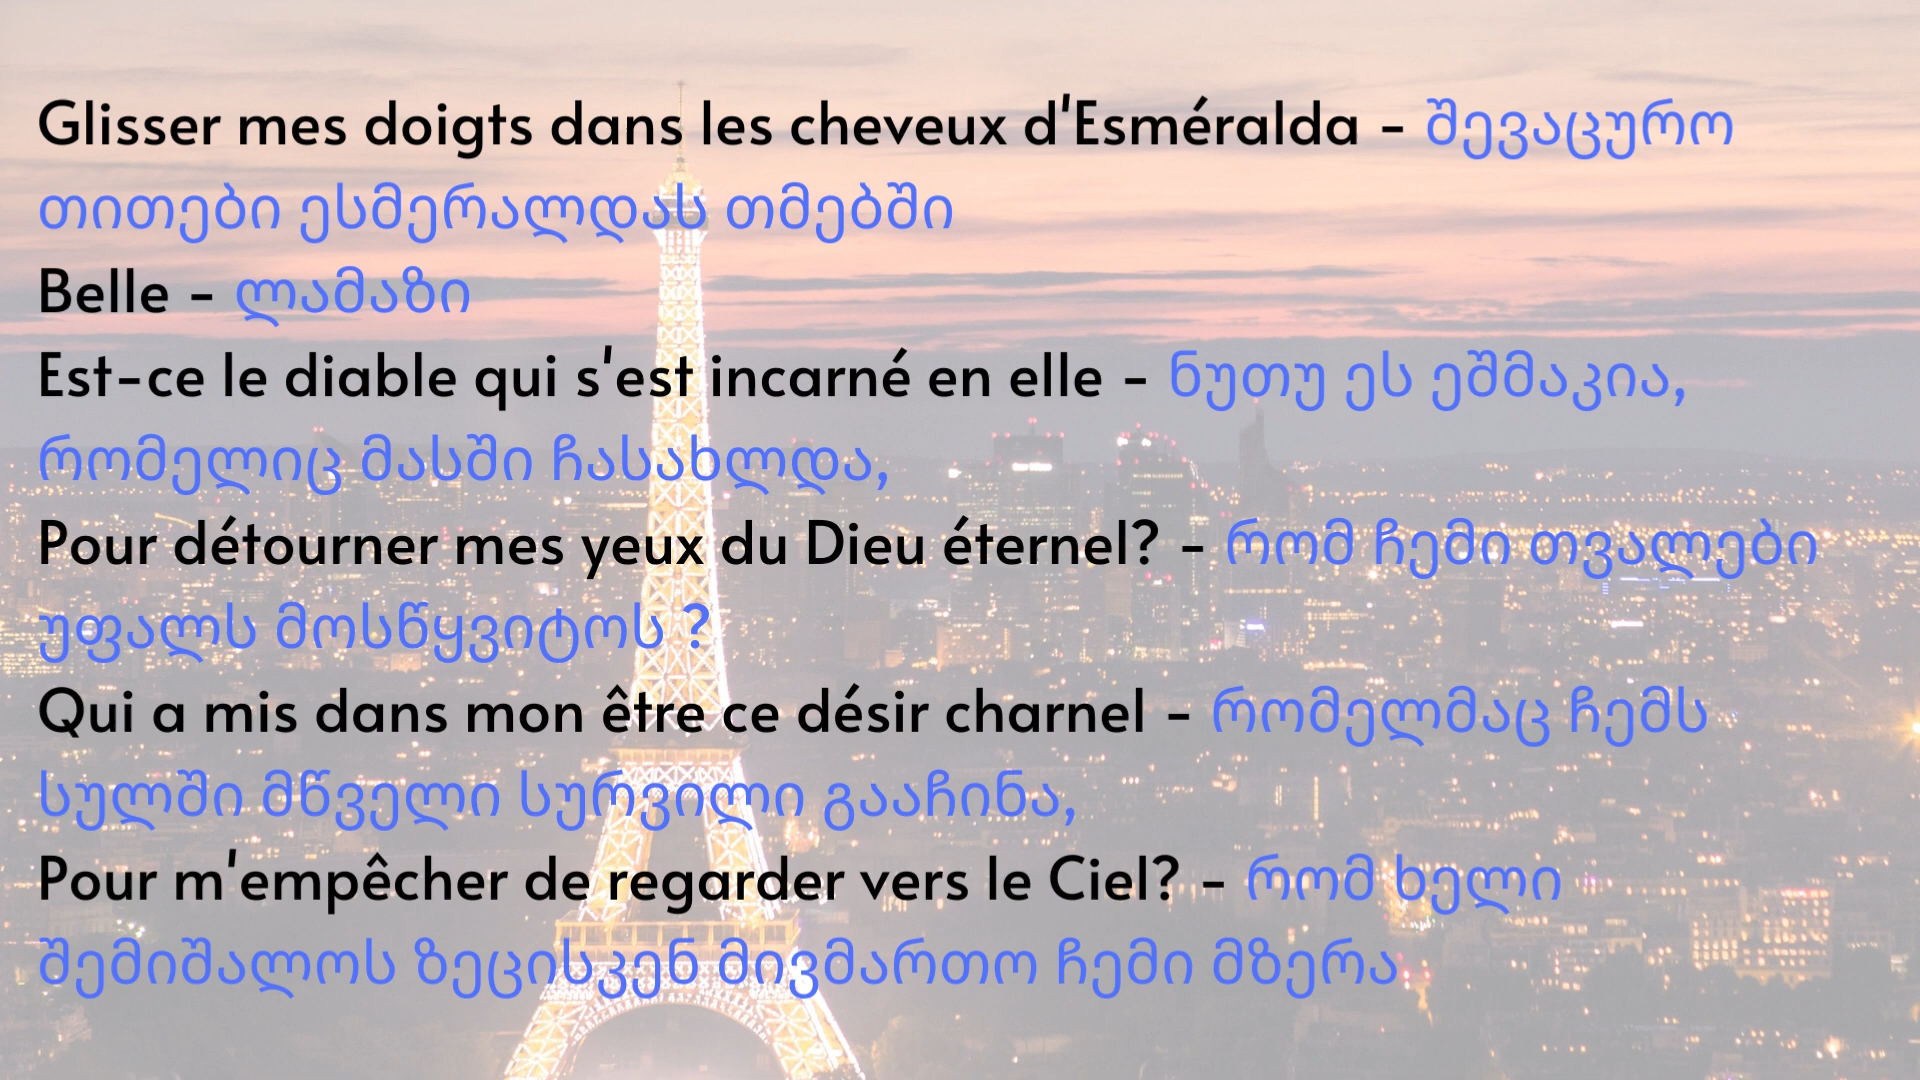 Glisser mes doigts dans les cheveux d'Esméralda - შევაცურო
თითები ესმერალდას თმებში
Belle - ლამაზი
Est-ce le diable qui s'est incarné en elle - ნუთუ ეს ეშმაკია,
რომელიც მასში ჩასახლდა,
Pour détourner mes yeux du Dieu éternel? - რომ ჩემი თვალები
უფალს მოსწყვიტოს ?
Qui a mis dans mon être ce désir charnel - რომელმაც ჩემს
სულში მწველი სურვილი გააჩინა,
Pour m'empêcher de regarder vers le Ciel? - რომ ხელი
შემიშალოს ზეცისკენ მივმართო ჩემი მზერა